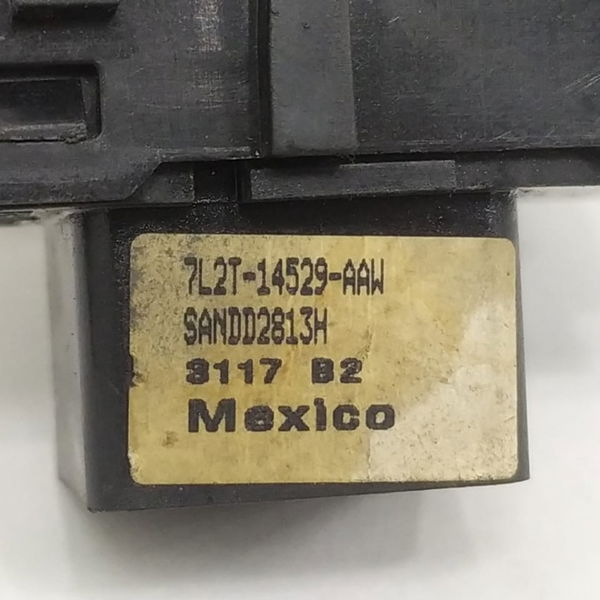 7L2T-14529-AAW
SANDD2813H
3117 B2
Mexico